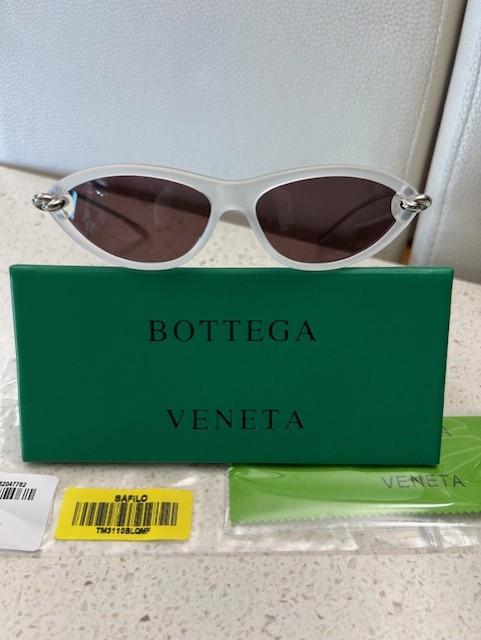 BOTTEGA
VENETA
VENETA
SAFILO
TM3110BLQMF